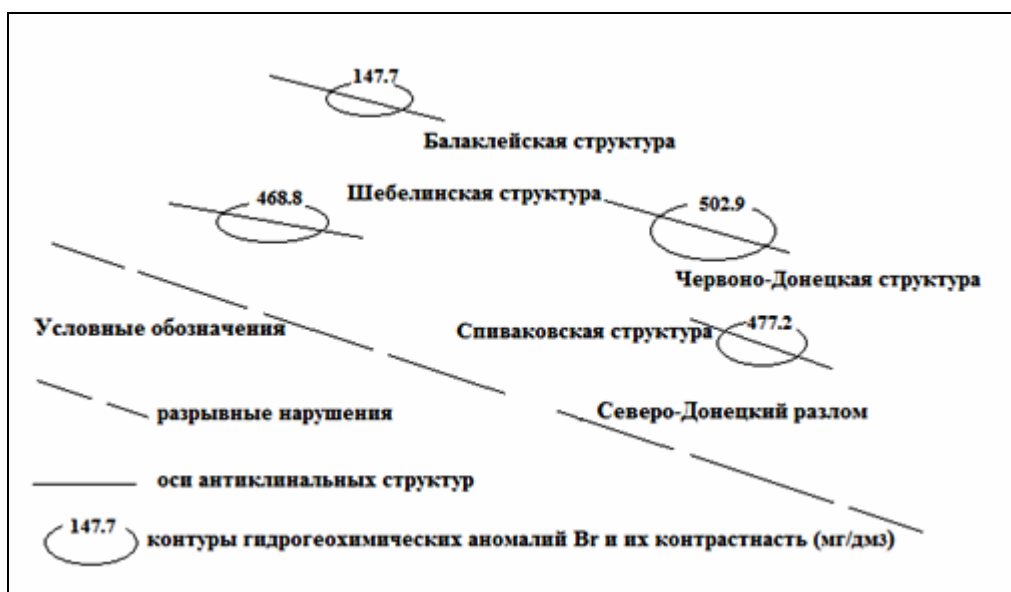 147.7
Балаклейская структура
Шебелинская структура
468.8
502.9
Червоно-Донецкая структура
Условные обозначения
Спиваковская структура
477.2
разрывные нарушения
Северо-Донецкий разлом
оси антиклинальных структур
147.7
контуры гидрогеохимических аномалий Br и их контрастнасть (мг/дм3)